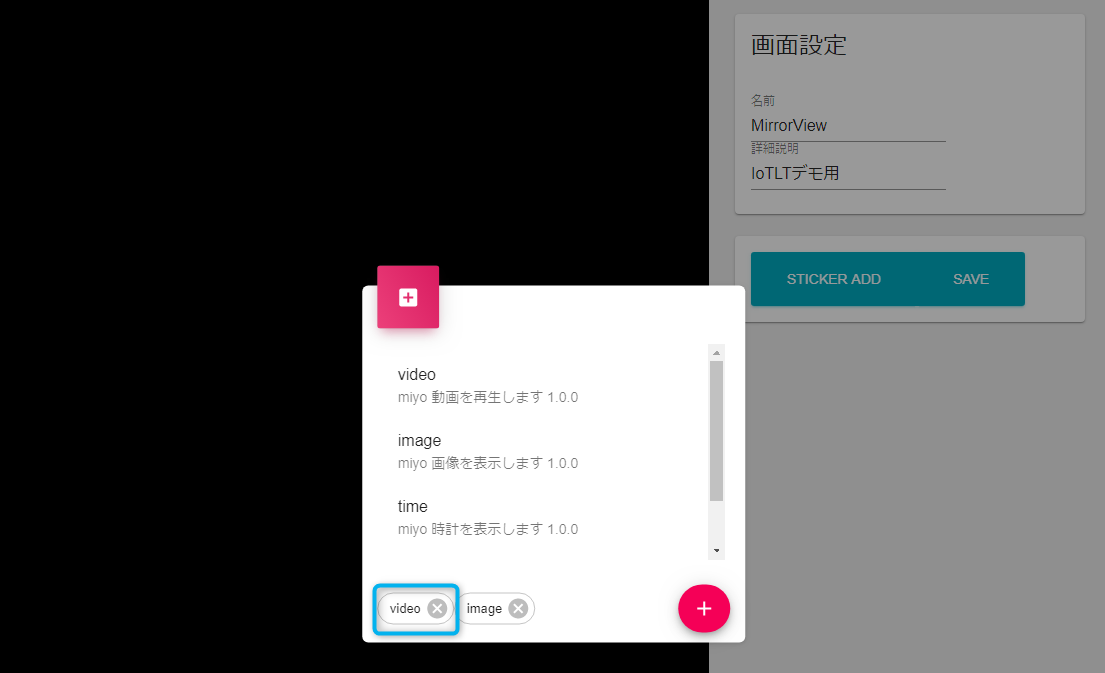 画面設定
名前
MirrorView
詳細説明
IoTLTデモ用
STICKER ADD SAVE
video
miyo 動画を再生します 1.0.0
image
miyo 画像を表示します 1.0.0
time
miyo 時計を表示します 1.0.0
video image